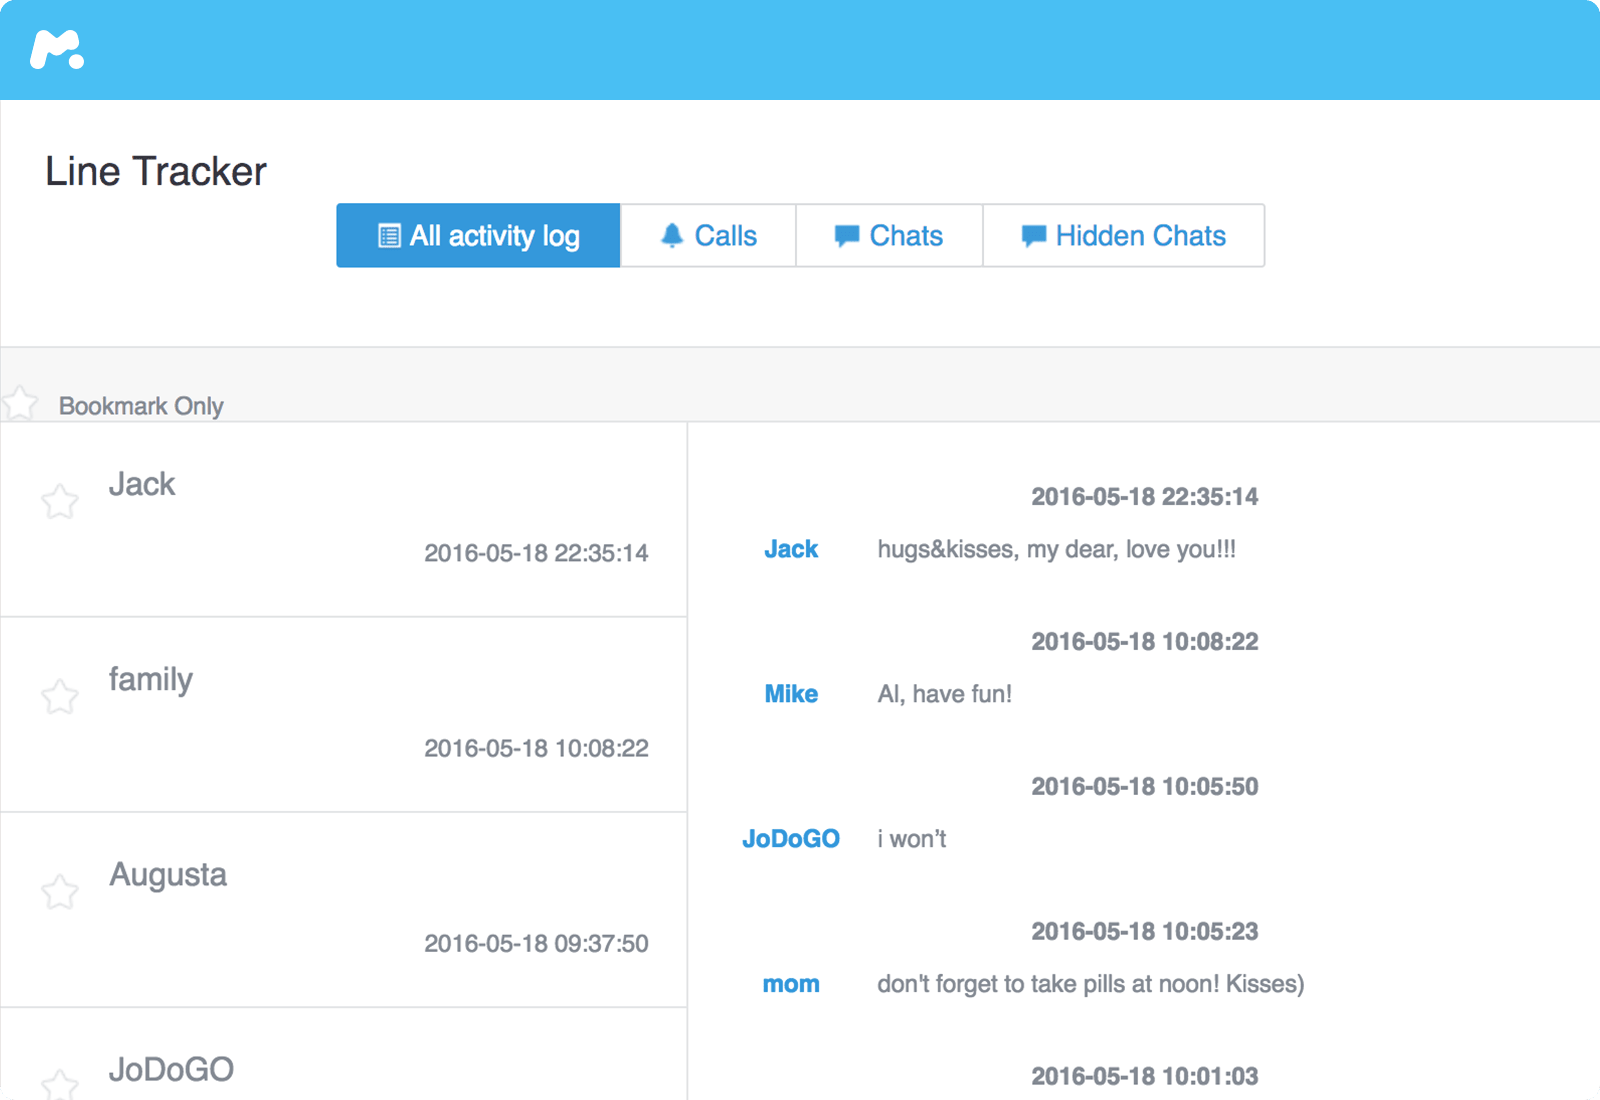 Line Tracker
All activity log
Calls
Chats
Hidden Chats
Bookmark Only
Jack
2016-05-18 22:35:14
family
2016-05-18 10:08:22
Augusta
2016-05-18 09:37:50
JoDoGO
2016-05-18 22:35:14
Jack hugs&kisses, my dear, love you!!!
2016-05-18 10:08:22
Mike Al, have fun!
2016-05-18 10:05:50
JoDoGO i won’t
2016-05-18 10:05:23
mom don't forget to take pills at noon! Kisses)
2016-05-18 10:01:03